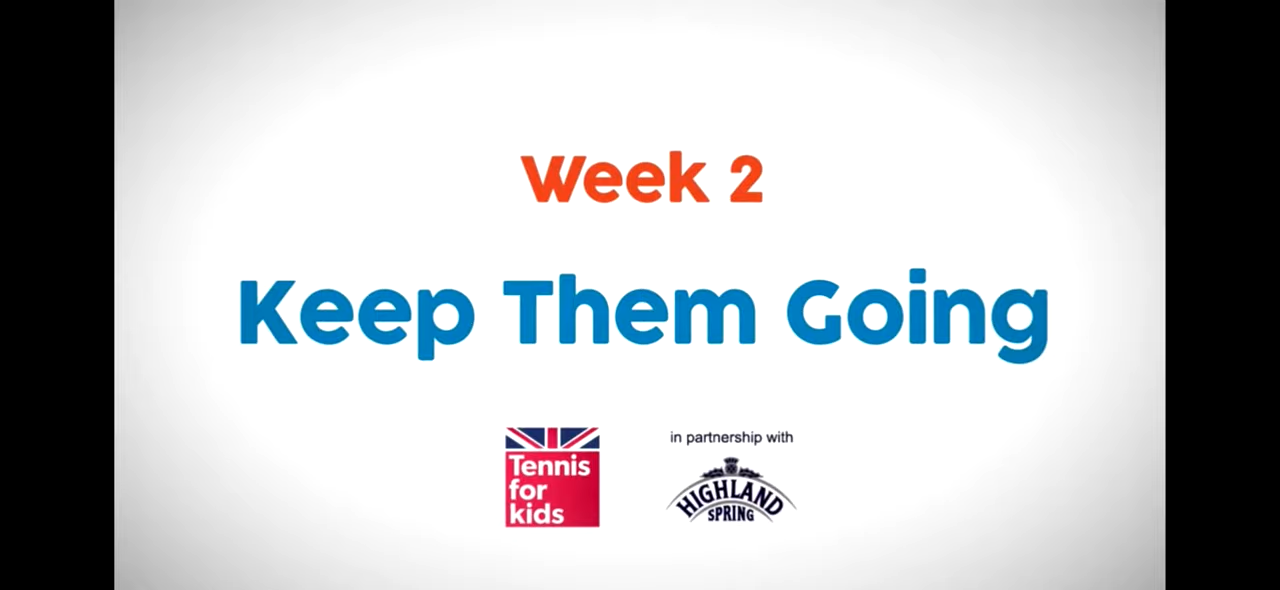 Week 2
Keep Them Going
Tennis
for
kids
in partnership with
HIGHLAND
SPRING